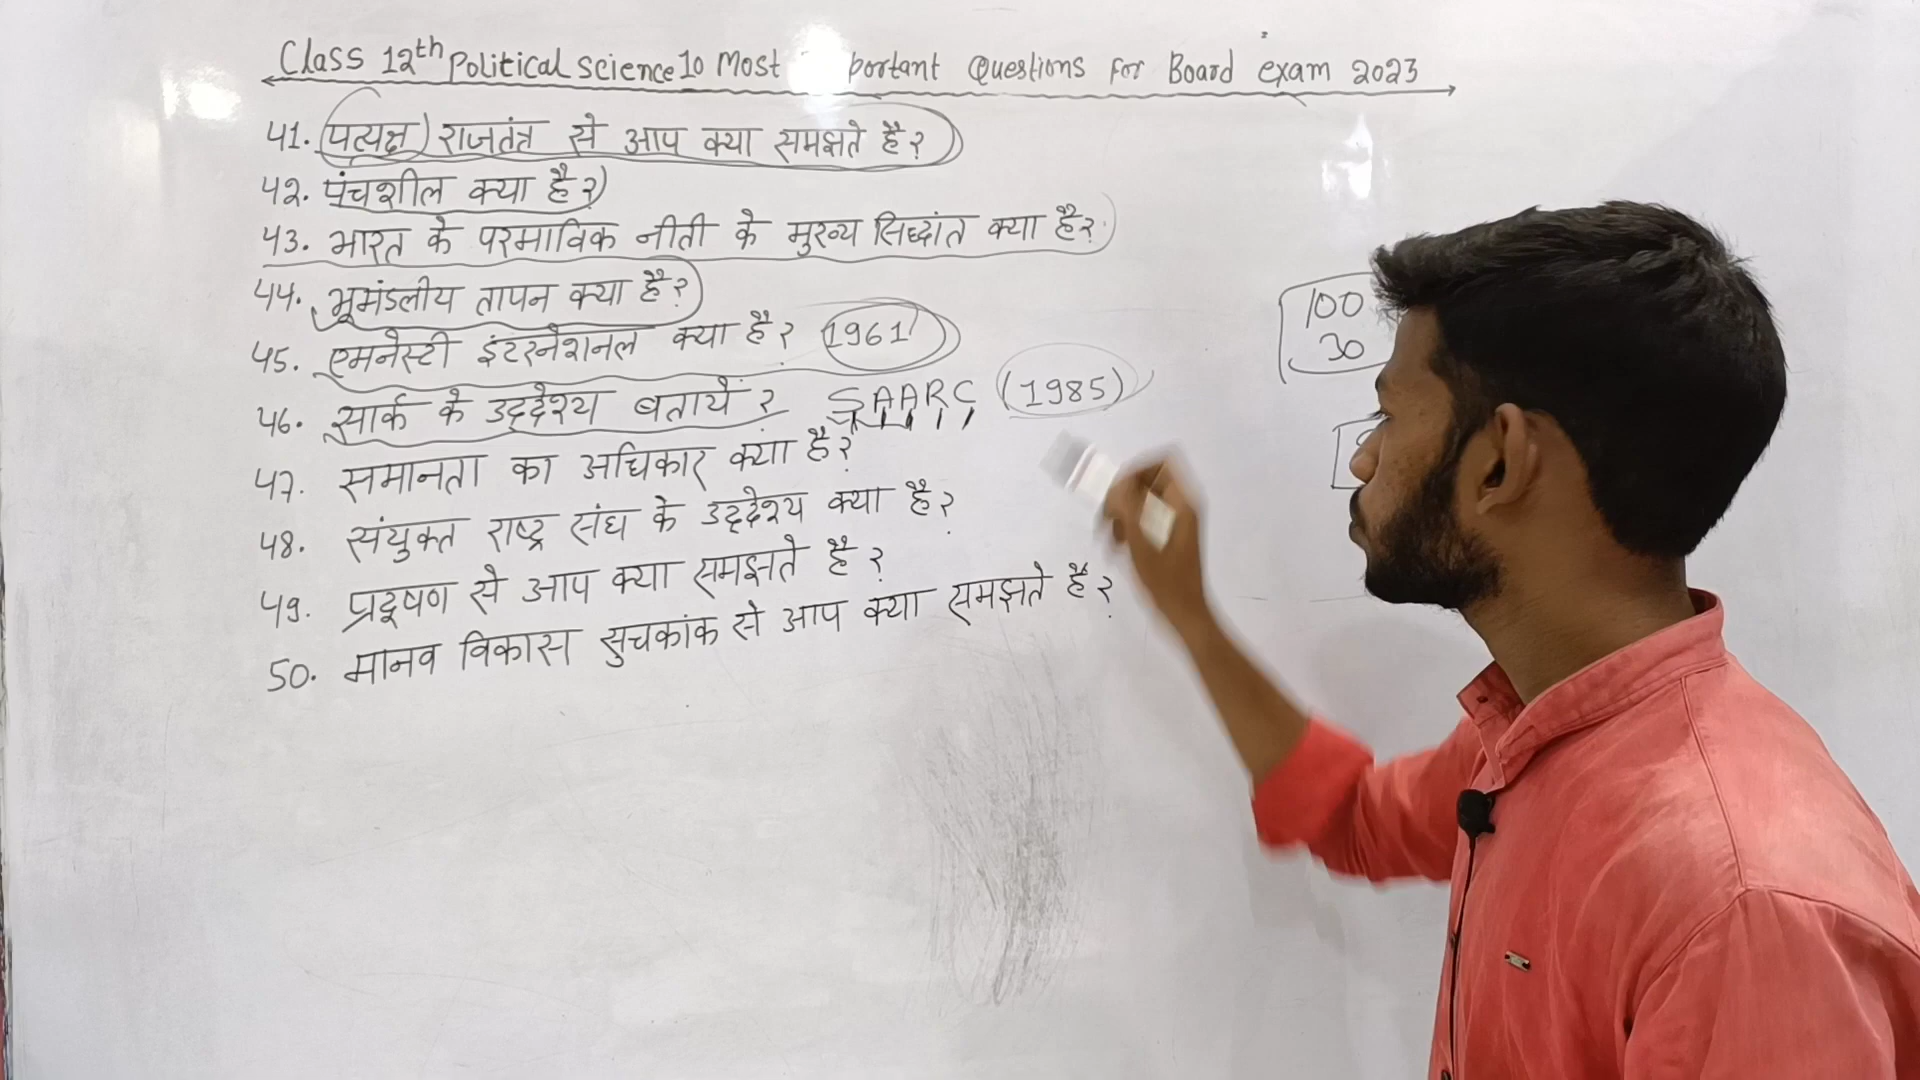 Class 12th Political Science 10 Most portant Questions For Board exam 2023
41. पत्यक्ष राजतंत्र से आप क्या समझते है?
42. पंचशील क्या है?
43. भारत के परमाविक नीती के मुख्य सिध्दांत क्या है?
44. भूमंडलीय तापन क्या है?
45. एमनेस्टी इंटरनेशनल क्या है? 1961
46. सार्क के उद्देश्य बतायें? SAARC (1985)
47. समानता का अधिकार क्या है?
48. संयुक्त राष्ट्र संघ के उद्देश्य क्या है?
49. प्रदूषण से आप क्या समझते है?
50. मानव विकास सुचकांक से आप क्या समझते है?
100
30